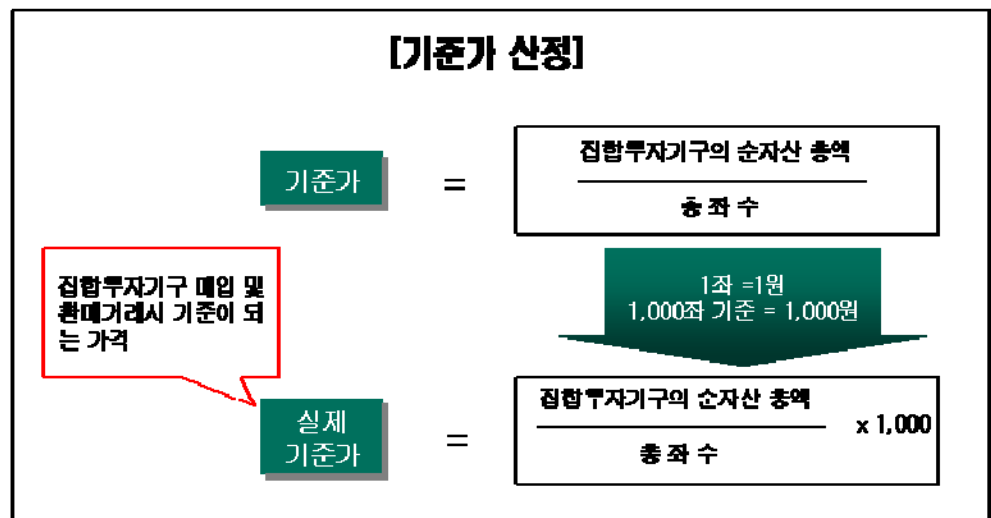 [기준가 산정]
기준가
=
집합투자기구의 순자산 총액
총 좌 수
집합투자기구 매입 및
환매거래시 기준이 되
는 가격
1좌 =1원
1,000좌 기준 = 1,000원
실제
기준가
=
집합투자기구의 순자산 총액
총 좌 수
x 1,000